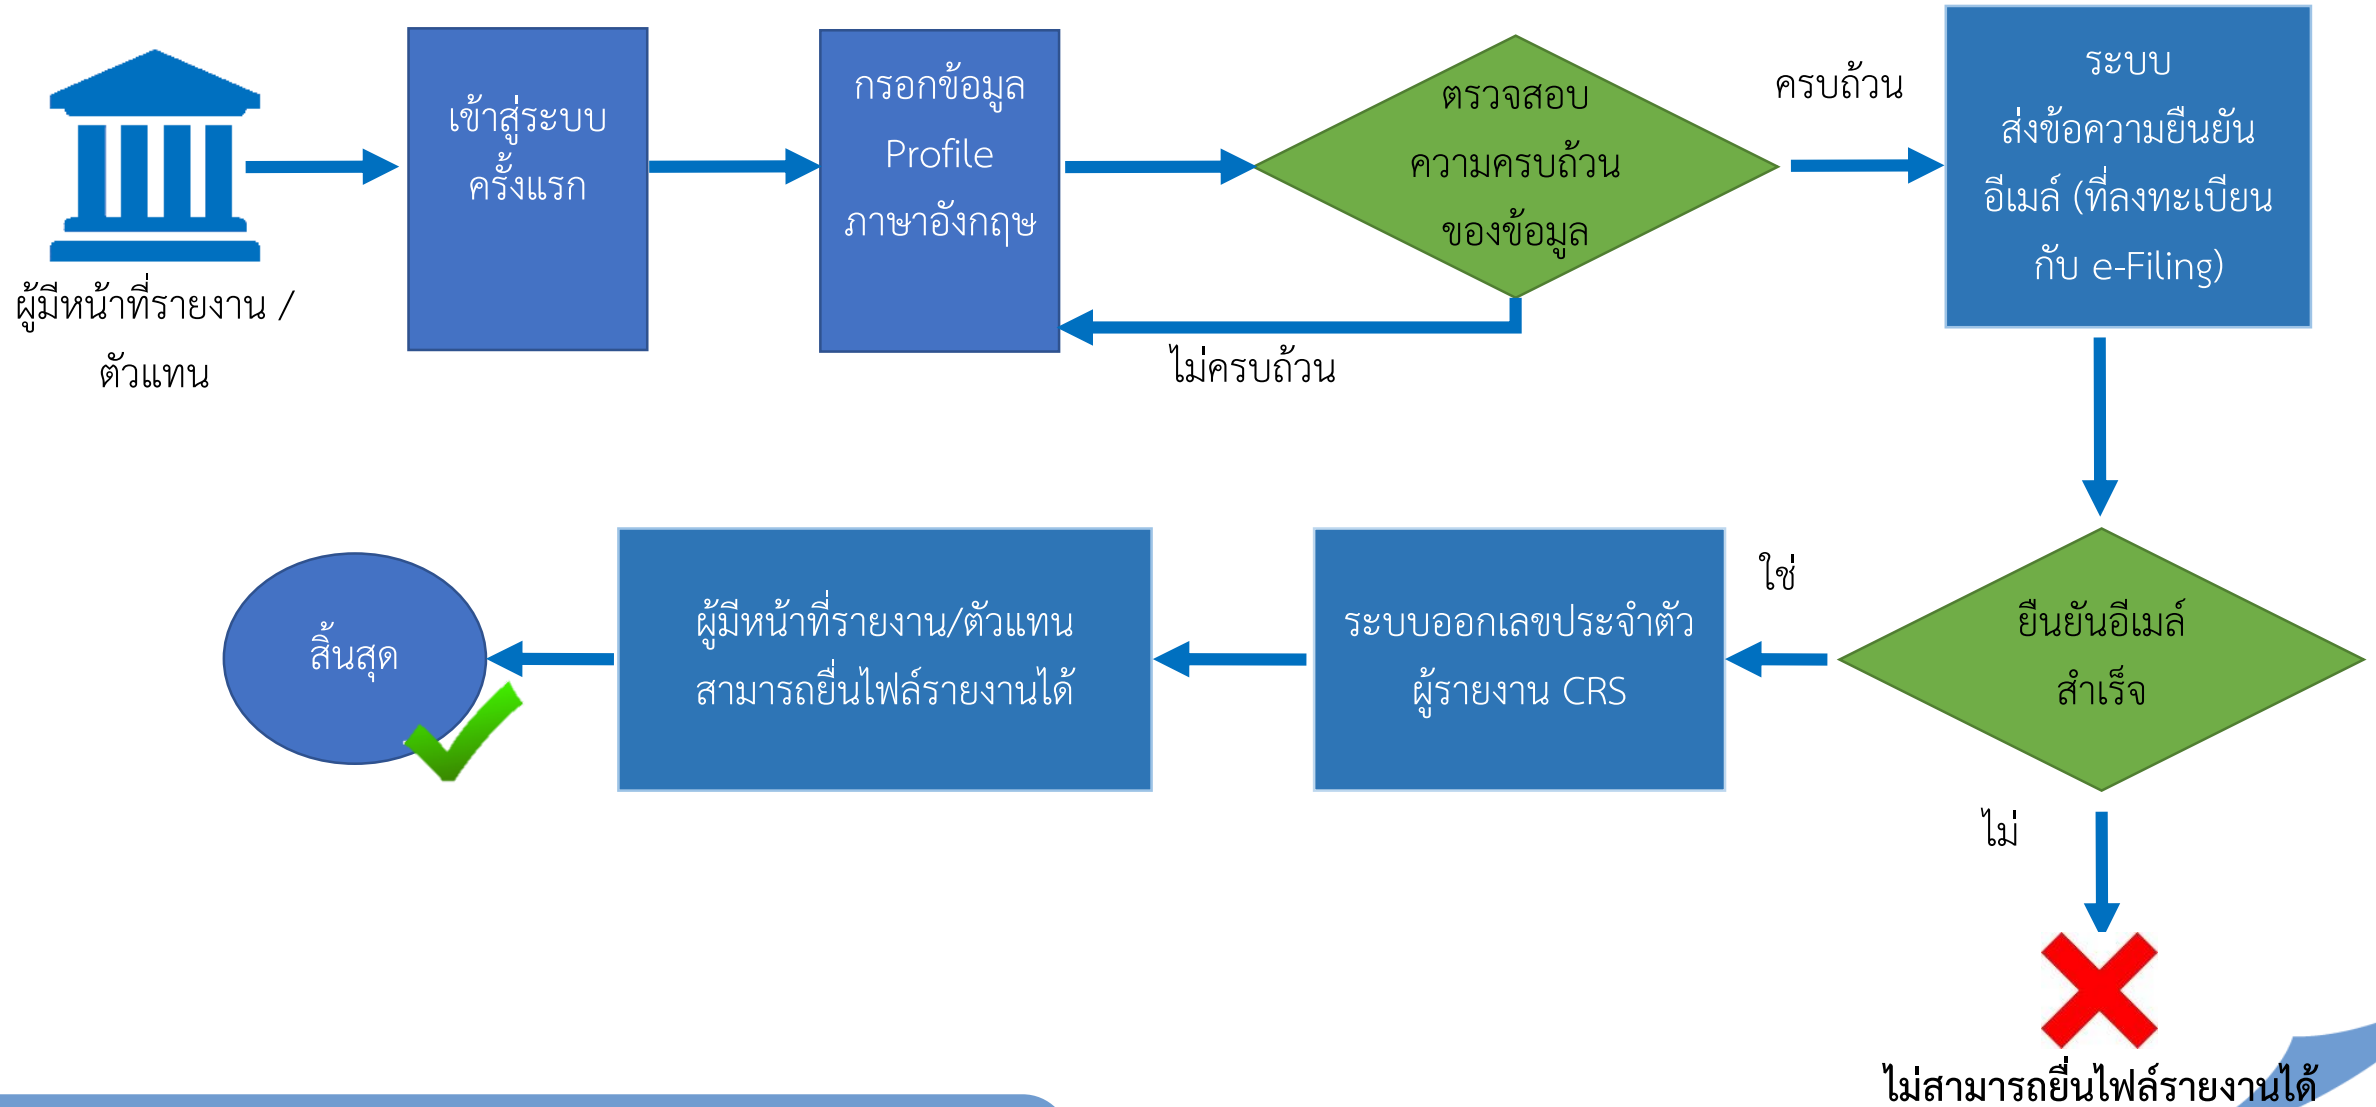 ผู้มีหน้าที่รายงาน /
ตัวแทน
เข้าสู่ระบบ
ครั้งแรก
กรอกข้อมูล
Profile
ภาษาอังกฤษ
ตรวจสอบ
ความครบถ้วน
ของข้อมูล
ครบถ้วน
ไม่ครบถ้วน
ระบบ
ส่งข้อความยืนยัน
อีเมล์ (ที่ลงทะเบียน
กับ e-Filing)
ยืนยันอีเมล์
สำเร็จ
ใช่
ระบบออกเลขประจำตัว
ผู้รายงาน CRS
ผู้มีหน้าที่รายงาน/ตัวแทน
สามารถยื่นไฟล์รายงานได้
สิ้นสุด
ไม่
ไม่สามารถยื่นไฟล์รายงานได้